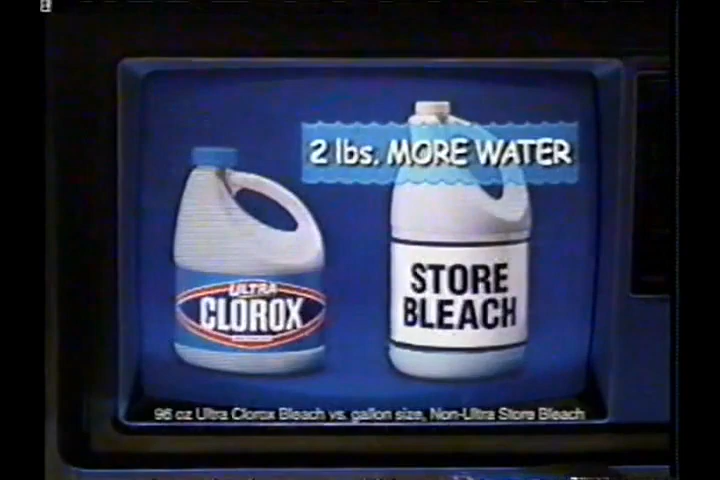 2 lbs. MORE WATER
ULTRA
CLOROX
STORE
BLEACH
96 oz Ultra Clorox Bleach vs. gallon size, Non-Ultra Store Bleach